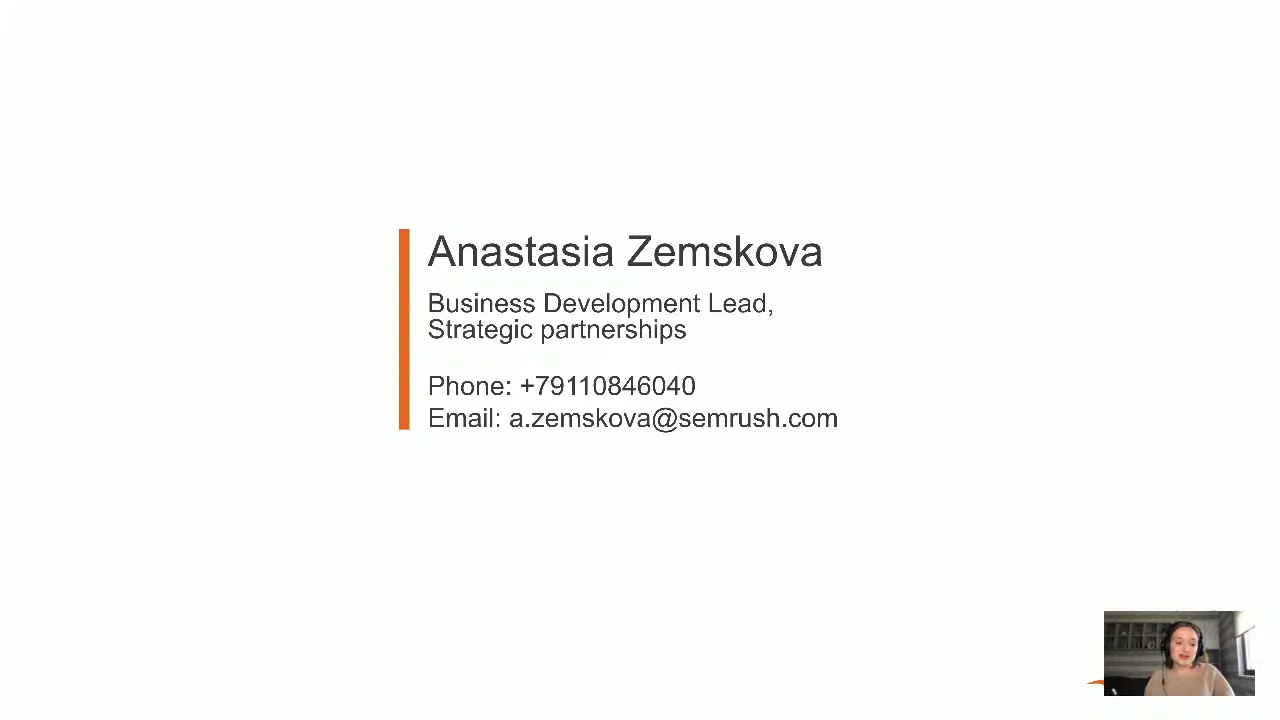 Anastasia Zemskova
Business Development Lead,
Strategic partnerships
Phone: +79110846040
Email: a.zemskova@semrush.com